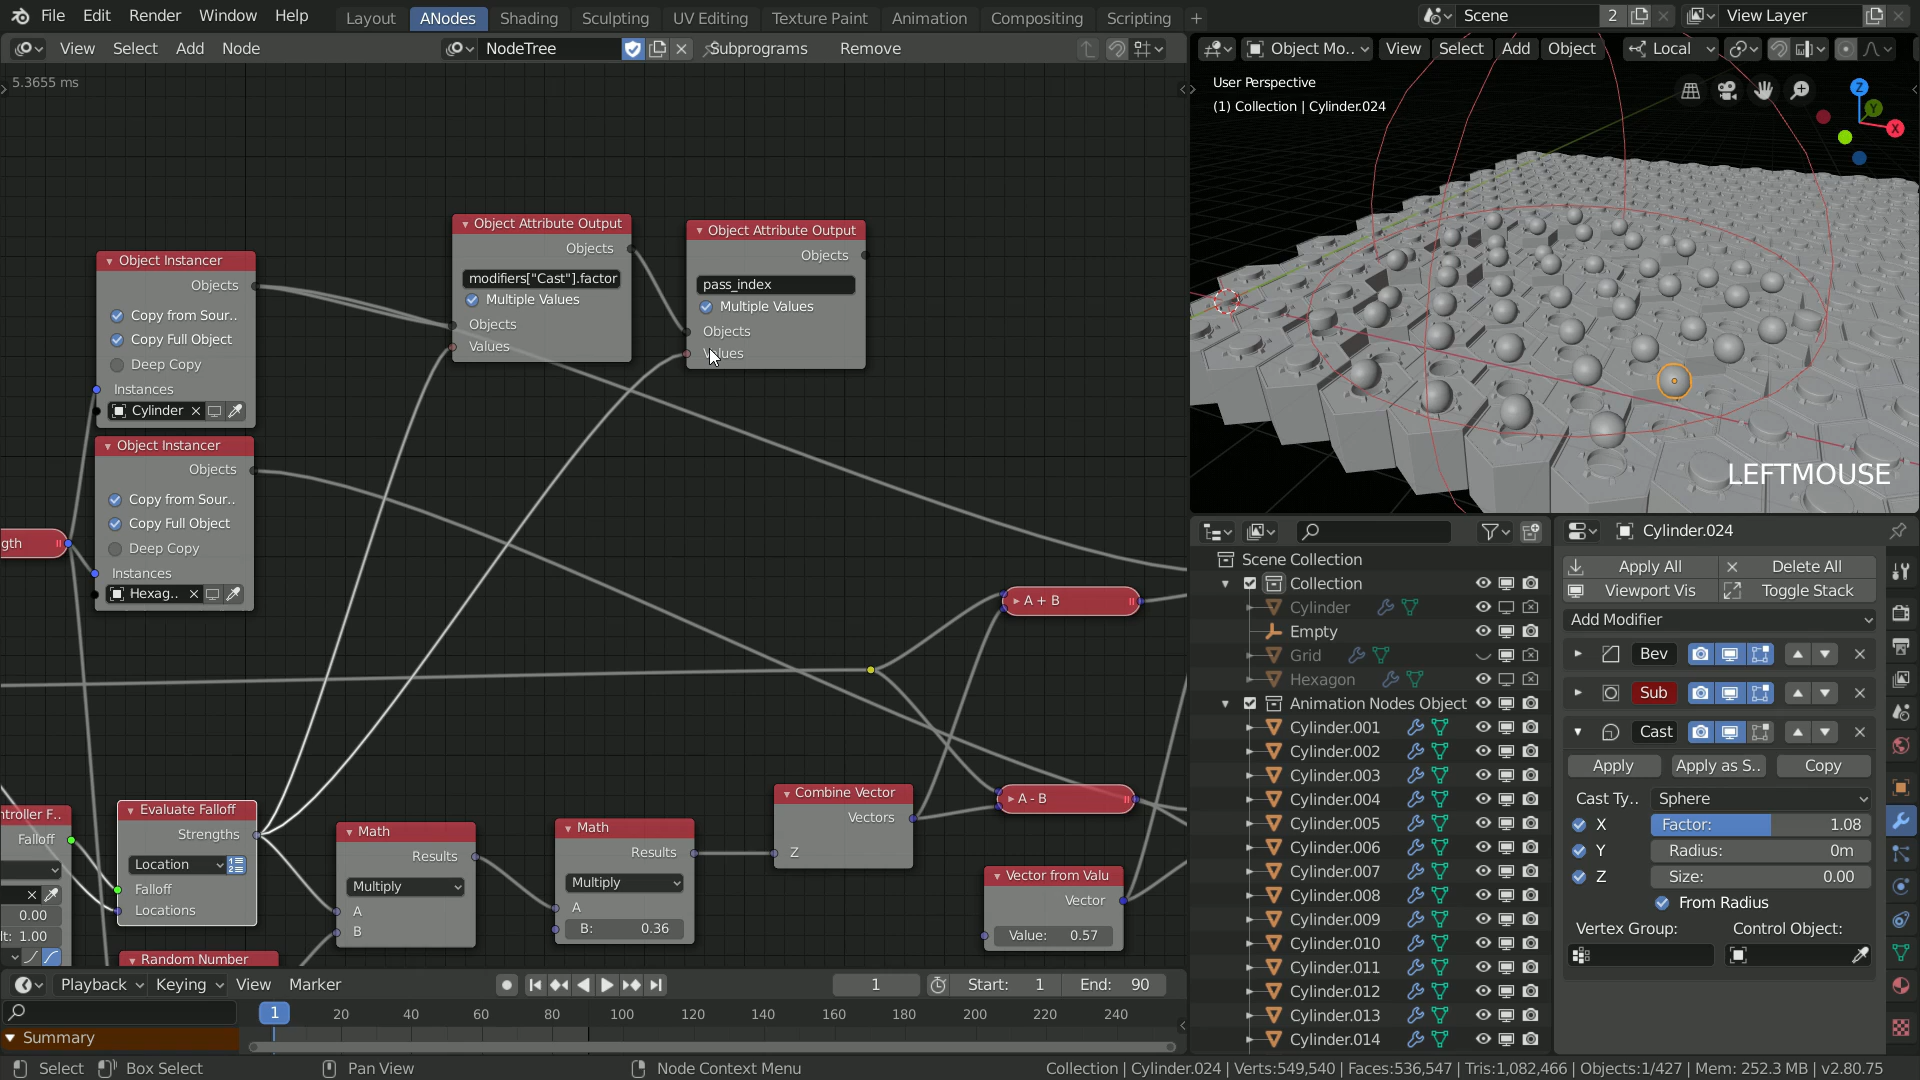 File Edit Render Window Help
Layout ANodes Shading Sculpting UV Editing Texture Paint Animation Rendering Compositing Scripting +
Scene 2
View Layer
View Select Add Node
NodeTree
Subprograms Remove
5.3655 ms
Object Mo.. View Select Add Object Local
User Perspective
(1) Collection | Cylinder.024
Z
Y
X
LEFTMOUSE
Object Attribute Output
Objects
modifiers["Cast"].factor
Multiple Values
Objects
Values
Object Attribute Output
Objects
pass_index
Multiple Values
Objects
Values
Object Instancer
Objects
Copy from Sour..
Copy Full Object
Deep Copy
Instances
Cylinder
Object Instancer
Objects
Copy from Sour..
Copy Full Object
Deep Copy
Instances
Hexag..
gth
A + B
A - B
ntroller F..
Falloff
0.00
lt: 1.00
Evaluate Falloff
Strengths
Location
Falloff
Locations
Random Number
Math
Results
Multiply
A
B
Math
Results
Multiply
A
B: 0.36
Combine Vector
Vectors
Z
Vector from Valu
Vector
Value: 0.57
Scene Collection
Collection
Cylinder
Empty
Grid
Hexagon
Animation Nodes Object
Cylinder.001
Cylinder.002
Cylinder.003
Cylinder.004
Cylinder.005
Cylinder.006
Cylinder.007
Cylinder.008
Cylinder.009
Cylinder.010
Cylinder.011
Cylinder.012
Cylinder.013
Cylinder.014
Cylinder.024
Apply All Delete All
Viewport Vis Toggle Stack
Add Modifier
Bev
Sub
Cast
Apply Apply as S.. Copy
Cast Ty.. Sphere
X Factor: 1.08
Y Radius: 0m
Z Size: 0.00
From Radius
Vertex Group: Control Object:
Playback Keying View Marker
1 Start: 1 End: 90
1 20 40 60 80 100 120 140 160 180 200 220 240
Summary
Select Box Select Pan View Node Context Menu
Collection | Cylinder.024 | Verts:549,540 | Faces:536,547 | Tris:1,082,466 | Objects:1/427 | Mem: 252.3 MB | v2.80.75